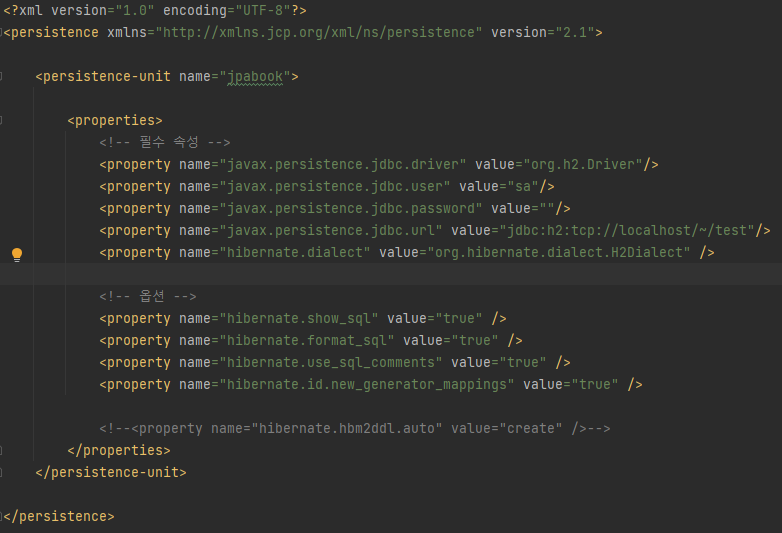 <?xml version="1.0" encoding="UTF-8"?>
<persistence xmlns="http://xmlns.jcp.org/xml/ns/persistence" version="2.1">
<persistence-unit name="jpabook">
<properties>
<!-- 필수 속성 -->
<property name="javax.persistence.jdbc.driver" value="org.h2.Driver"/>
<property name="javax.persistence.jdbc.user" value="sa"/>
<property name="javax.persistence.jdbc.password" value=""/>
<property name="javax.persistence.jdbc.url" value="jdbc:h2:tcp://localhost/~/test"/>
<property name="hibernate.dialect" value="org.hibernate.dialect.H2Dialect" />
<!-- 옵션 -->
<property name="hibernate.show_sql" value="true" />
<property name="hibernate.format_sql" value="true" />
<property name="hibernate.use_sql_comments" value="true" />
<property name="hibernate.id.new_generator_mappings" value="true" />
<!--<property name="hibernate.hbm2ddl.auto" value="create" />-->
</properties>
</persistence-unit>
</persistence>